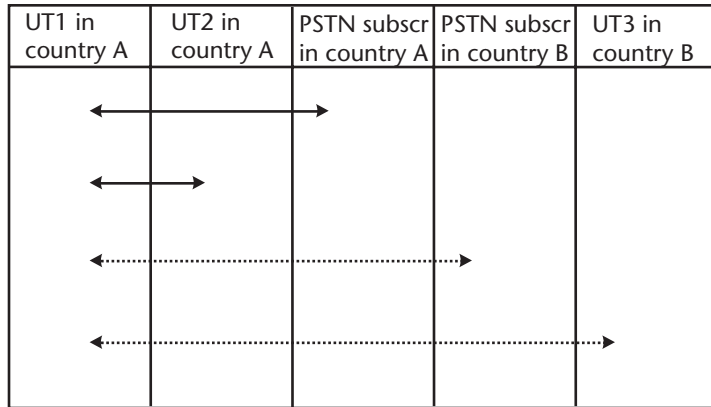 UT1 in
country A
UT2 in
country A
PSTN subscr
in country A
PSTN subscr
in country B
UT3 in
country B